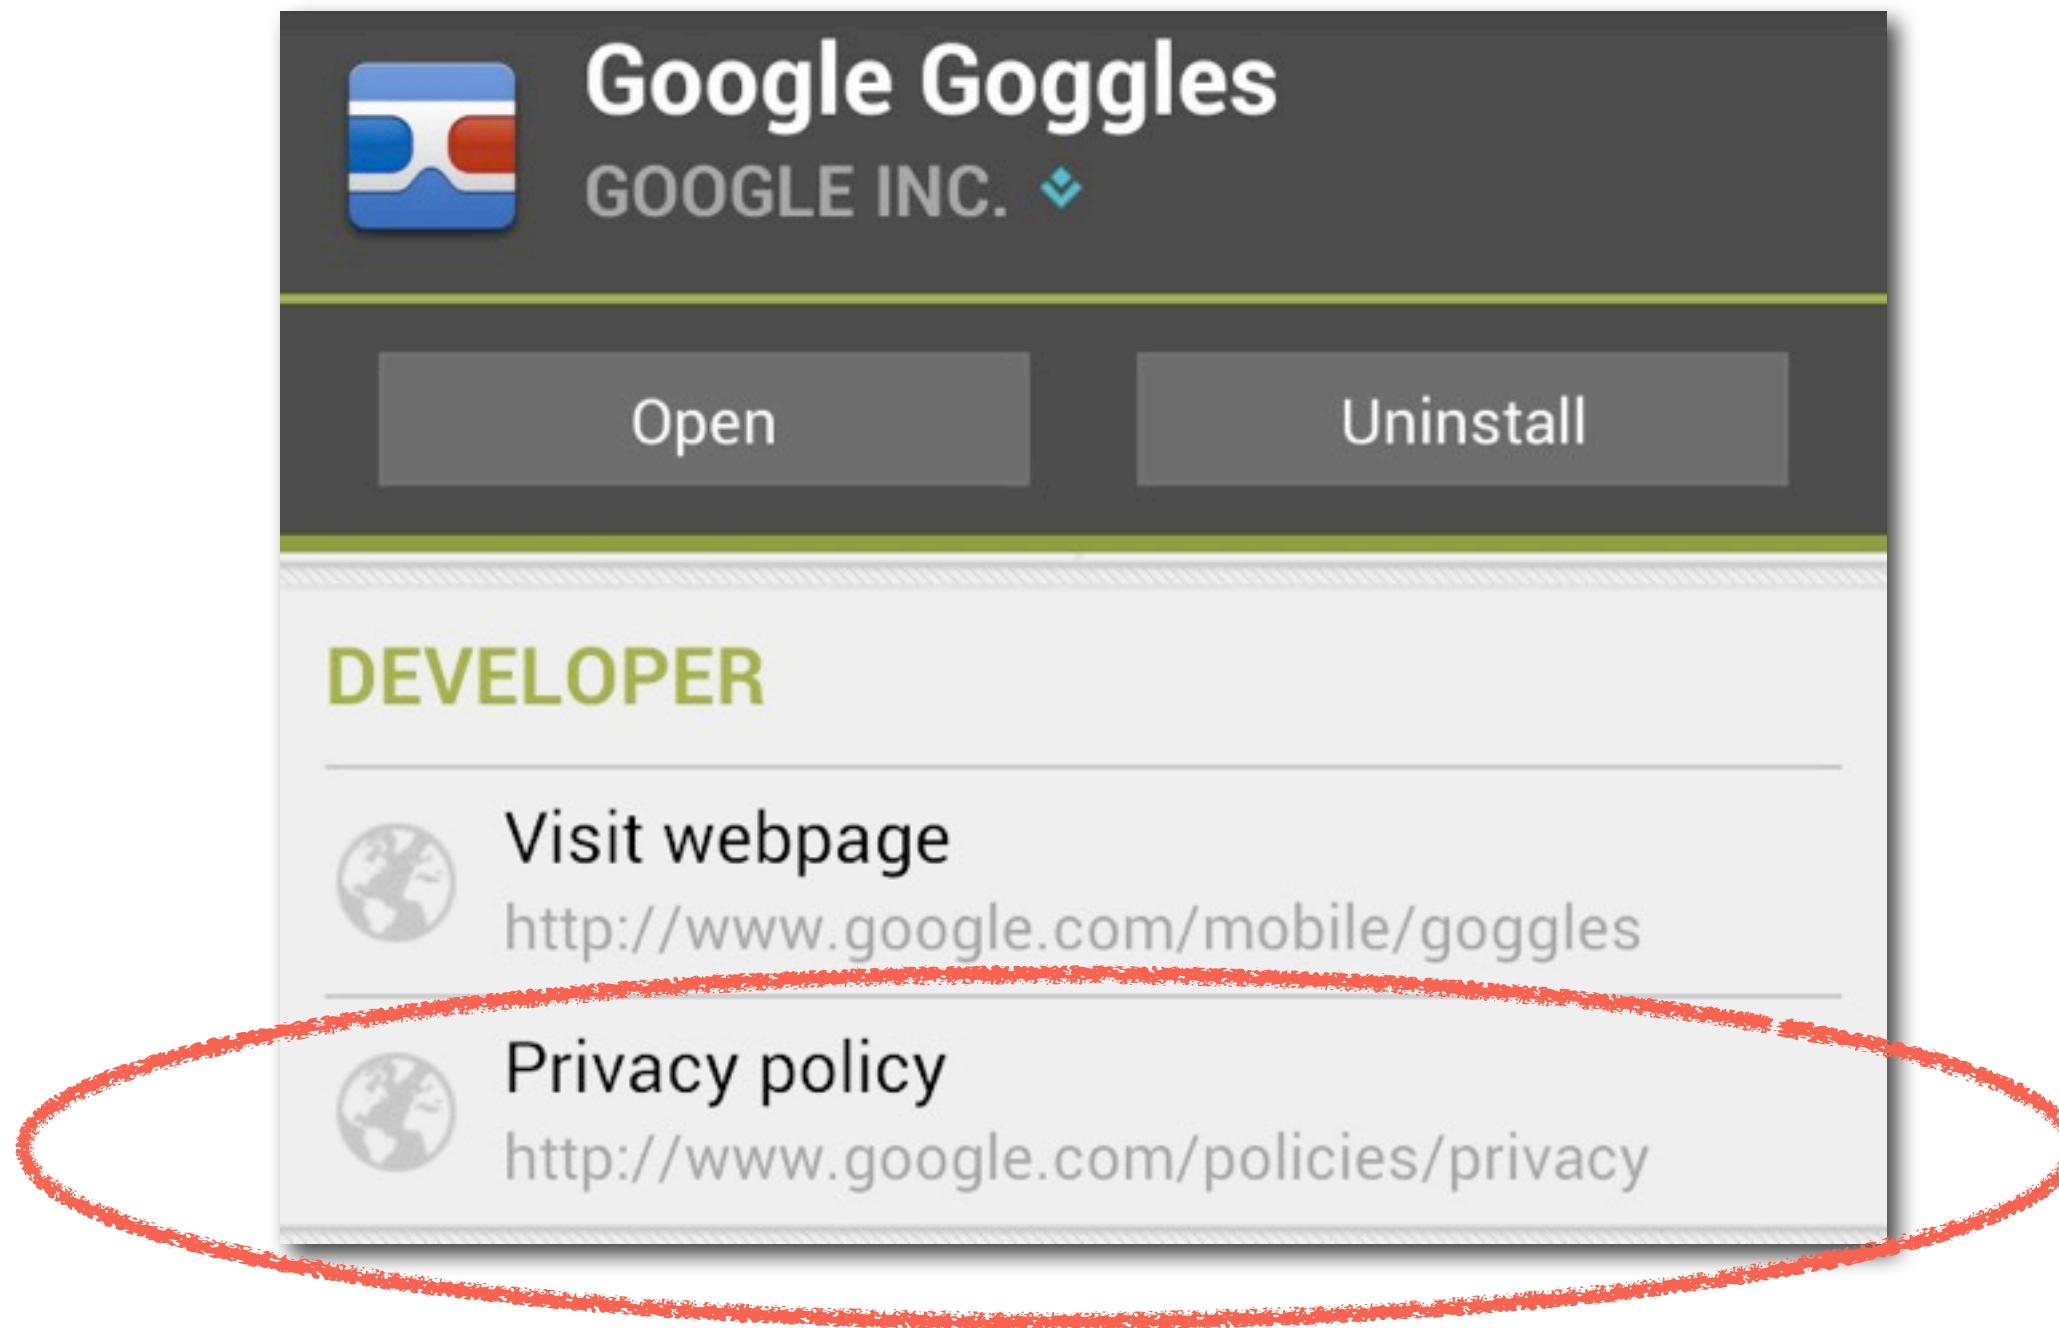 Google Goggles
GOOGLE INC.
Open
Uninstall
DEVELOPER
Visit webpage
http://www.google.com/mobile/goggles
Privacy policy
http://www.google.com/policies/privacy